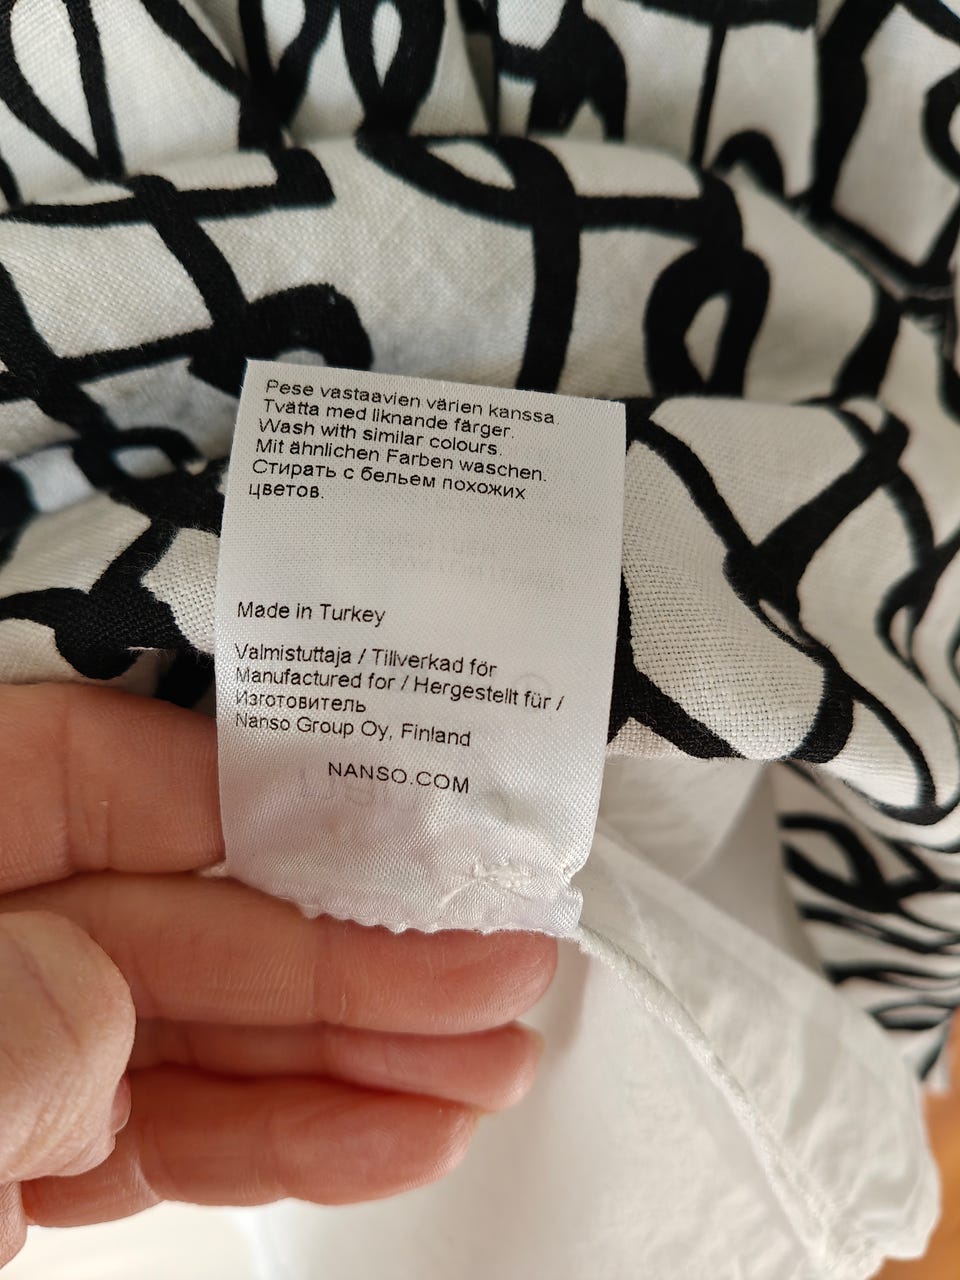 Pese vastaavien värien kanssa.
Tvätta med liknande färger.
Wash with similar colours.
Mit ähnlichen Farben waschen.
Стирать с бельем похожих
цветов.
Made in Turkey
Valmistuttaja / Tillverkad för
Manufactured for / Hergestellt für /
Изготовитель
Nanso Group Oy, Finland
NANSO.COM